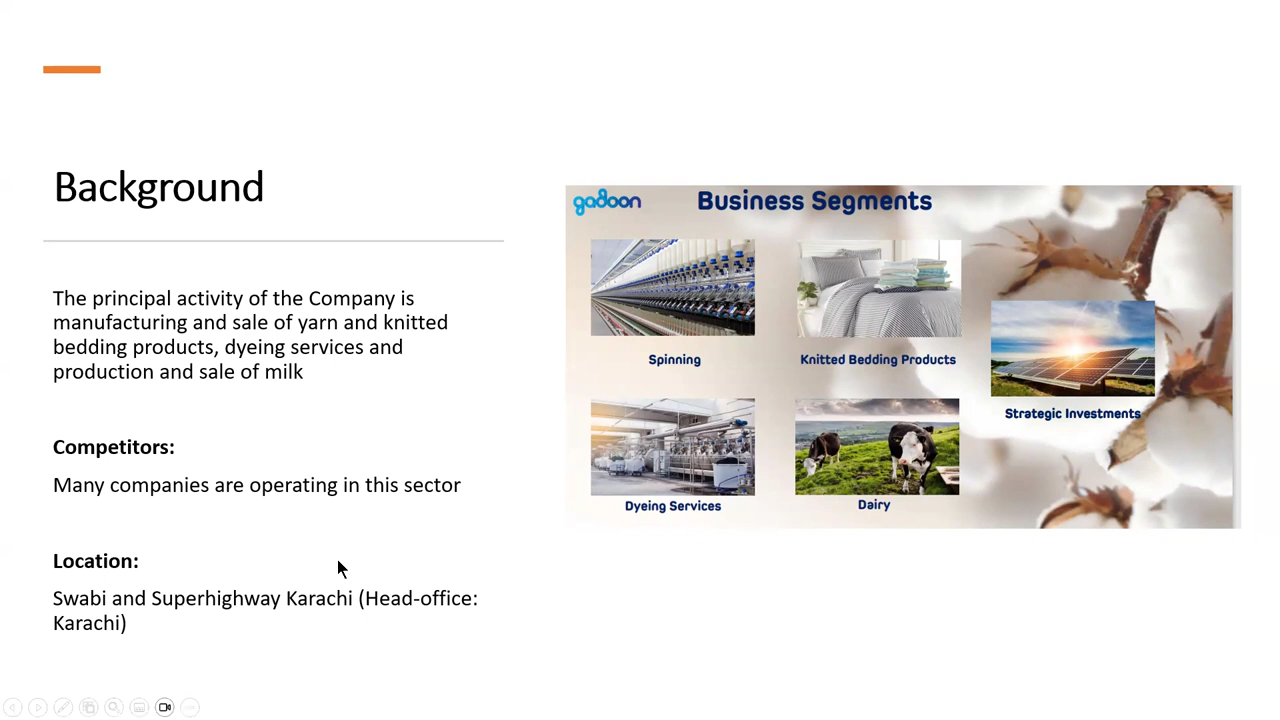 Background
The principal activity of the Company is
manufacturing and sale of yarn and knitted
bedding products, dyeing services and
production and sale of milk
Competitors:
Many companies are operating in this sector
Location:
Swabi and Superhighway Karachi (Head-office:
Karachi)
gadoon
Business Segments
Spinning
Knitted Bedding Products
Strategic Investments
Dyeing Services
Dairy